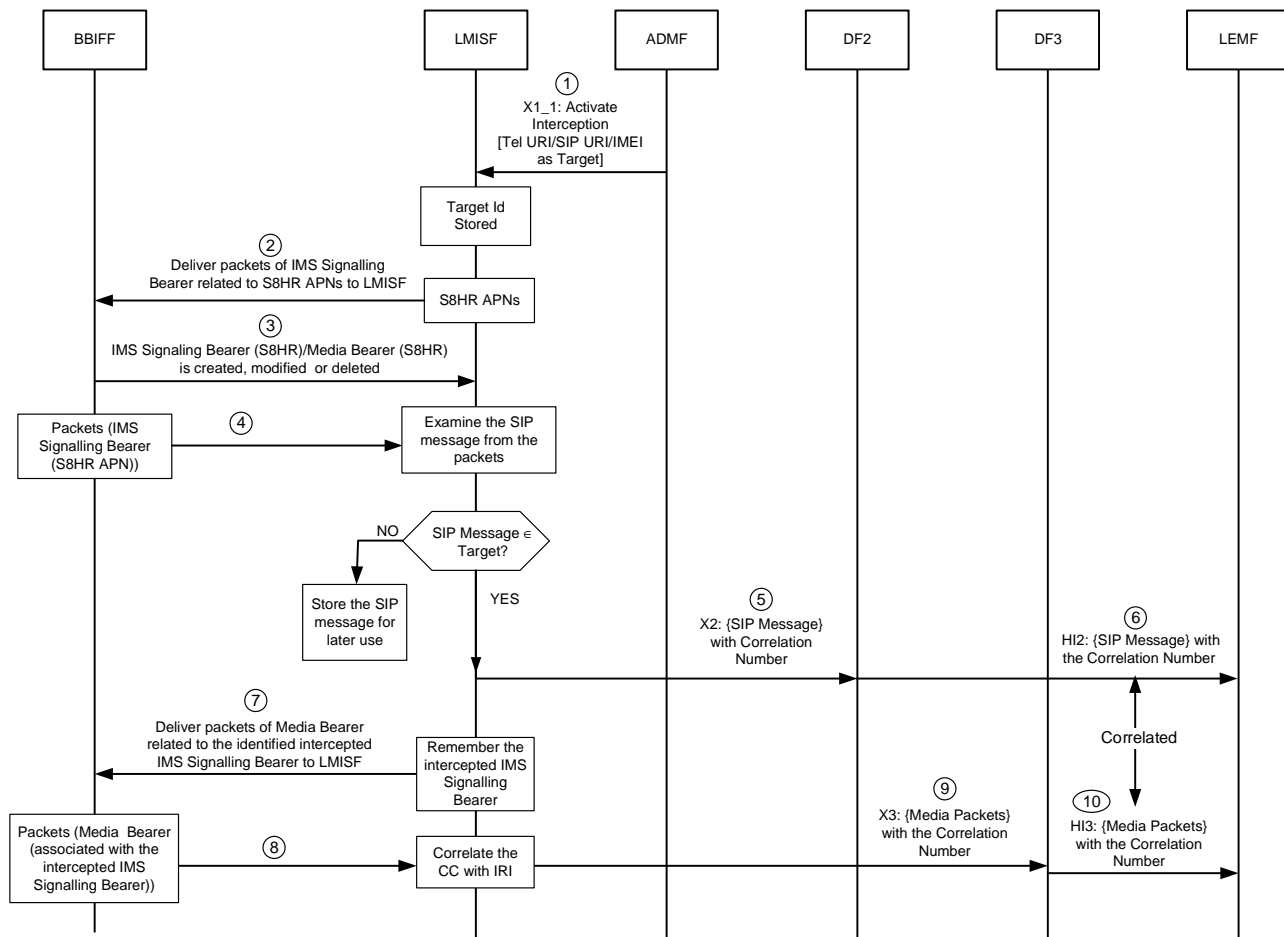 BBIFF
LMISF
ADMF
DF2
DF3
LEMF
1
X1_1: Activate
Interception
[Tel URI/SIP URI/IMEI
as Target]
Target Id
Stored
2
Deliver packets of IMS Signalling
Bearer related to S8HR APNs to LMISF
S8HR APNs
3
IMS Signaling Bearer (S8HR)/Media Bearer (S8HR)
is created, modified or deleted
Packets (IMS
Signalling Bearer
(S8HR APN))
4
Examine the SIP
message from the
packets
NO
SIP Message ∈
Target?
Store the SIP
message for
later use
YES
5
X2: {SIP Message}
with Correlation
Number
6
HI2: {SIP Message} with
the Correlation Number
7
Deliver packets of Media Bearer
related to the identified intercepted
IMS Signalling Bearer to LMISF
Remember the
intercepted IMS
Signalling
Bearer
Correlated
Packets (Media Bearer
(associated with the
intercepted IMS
Signalling Bearer))
8
Correlate the
CC with IRI
9
X3: {Media Packets}
with the Correlation
Number
10
HI3: {Media Packets}
with the Correlation
Number